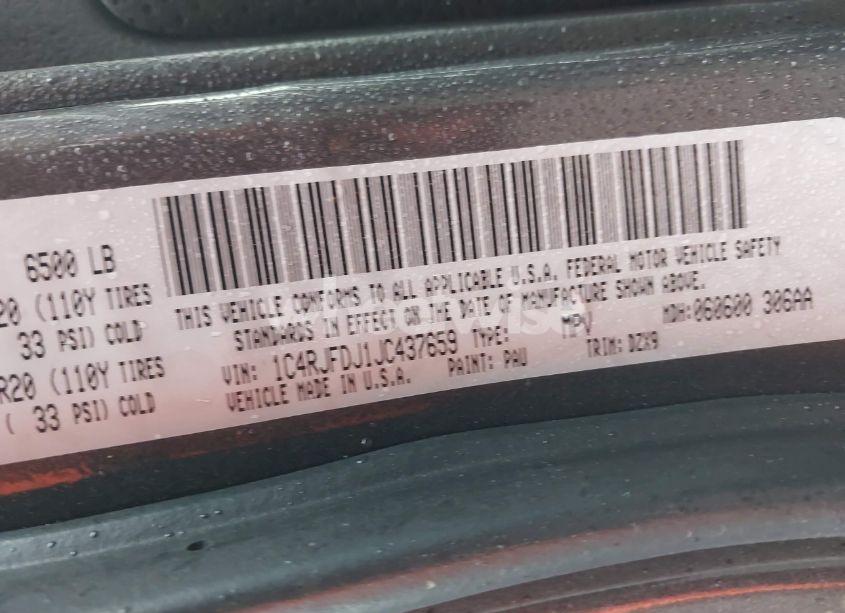 6500 LB
20 (110Y TIRES
33 PSI) COLD
R20 (110Y TIRES
( 33 PSI) COLD
THIS VEHICLE CONFORMS TO ALL APPLICABLE U.S.A. FEDERAL MOTOR VEHICLE SAFETY
STANDARDS IN EFFECT ON THE DATE OF MANUFACTURE SHOWN ABOVE.
VIN: 1C4RJFDJ1JC437659 TYPE: MPV MDH: 060600 306AA
VEHICLE MADE IN U.S.A. PAINT: PAU TRIM: DZX9